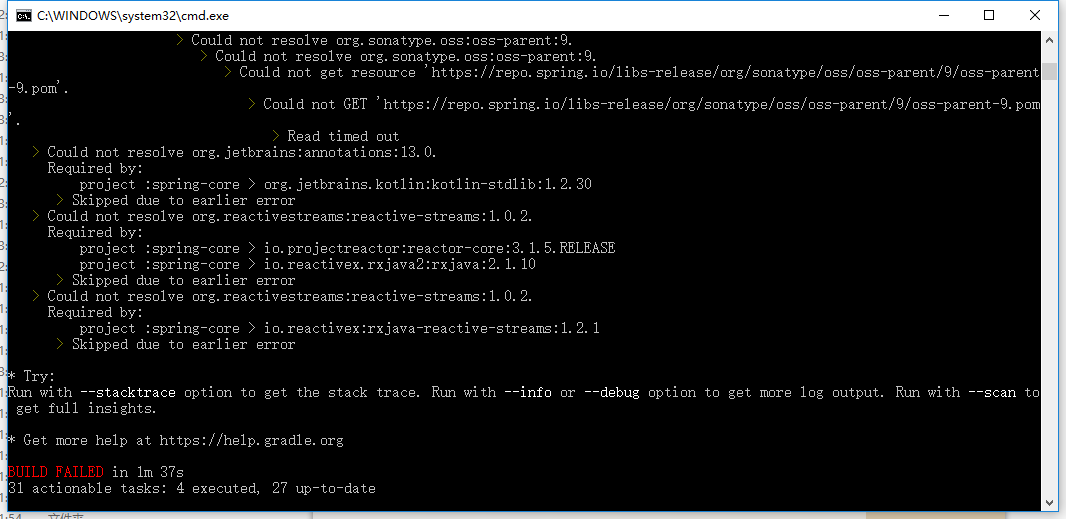 C:\WINDOWS\system32\cmd.exe
> Could not resolve org.sonatype.oss:oss-parent:9.
> Could not resolve org.sonatype.oss:oss-parent:9.
> Could not get resource 'https://repo.spring.io/libs-release/org/sonatype/oss/oss-parent/9/oss-parent
-9.pom'.
> Could not GET 'https://repo.spring.io/libs-release/org/sonatype/oss/oss-parent/9/oss-parent-9.pom
'.
> Read timed out
> Could not resolve org.jetbrains:annotations:13.0.
Required by:
project :spring-core > org.jetbrains.kotlin:kotlin-stdlib:1.2.30
> Skipped due to earlier error
> Could not resolve org.reactivestreams:reactive-streams:1.0.2.
Required by:
project :spring-core > io.projectreactor:reactor-core:3.1.5.RELEASE
project :spring-core > io.reactivex.rxjava2:rxjava:2.1.10
> Skipped due to earlier error
> Could not resolve org.reactivestreams:reactive-streams:1.0.2.
Required by:
project :spring-core > io.reactivex:rxjava-reactive-streams:1.2.1
> Skipped due to earlier error
* Try:
Run with --stacktrace option to get the stack trace. Run with --info or --debug option to get more log output. Run with --scan to
get full insights.
* Get more help at https://help.gradle.org
BUILD FAILED in 1m 37s
31 actionable tasks: 4 executed, 27 up-to-date